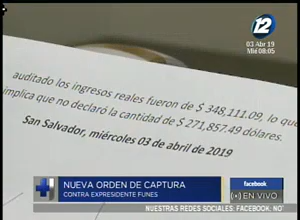 12
03 Abr 19
Mié 08:05
auditado los ingresos reales fueron de $ 348,111.09, lo que
implica que no declaró la cantidad de $ 271,857.49 dólares.
San Salvador, miércoles 03 de abril de 2019
NUEVA ORDEN DE CAPTURA
CONTRA EXPRESIDENTE FUNES
facebook
EN VIVO
NUESTRAS REDES SOCIALES: FACEBOOK: NOT